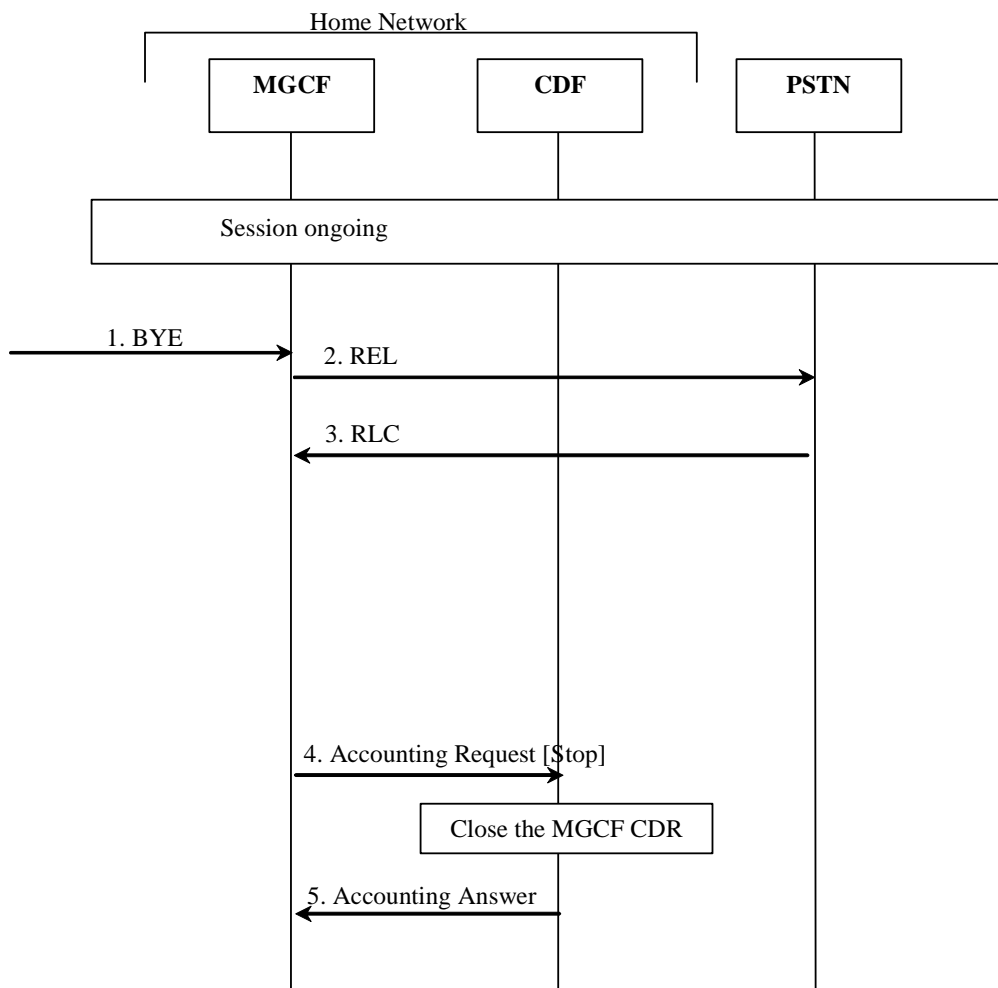 Home Network
MGCF
CDF
PSTN
Session ongoing
1. BYE
2. REL
3. RLC
4. Accounting Request [Stop]
Close the MGCF CDR
5. Accounting Answer